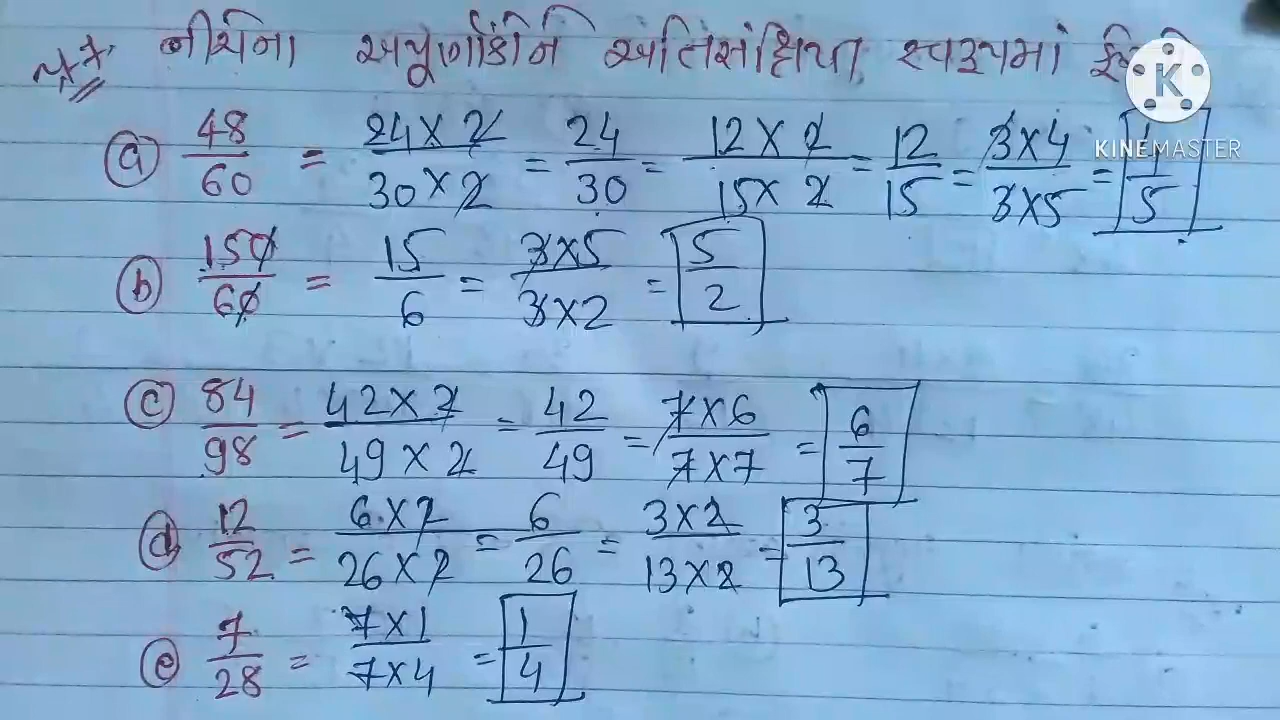 નીચેના અપૂર્ણાંકોને અતિસંક્ષિપ્ત સ્વરૂપમાં
K
KINEMASTER
(a) 48/60 = 24 × 2/30 × 2 = 24/30 = 12 × 2/15 × 2 = 12/15 = 3 × 4/3 × 5 = 4/5
(b) 150/60 = 15/6 = 3 × 5/3 × 2 = 5/2
(c) 84/98 = 42 × 2/49 × 2 = 42/49 = 7 × 6/7 × 7 = 6/7
(d) 12/52 = 6 × 2/26 × 2 = 6/26 = 3 × 2/13 × 2 = 3/13
(e) 7/28 = 7 × 1/7 × 4 = 1/4